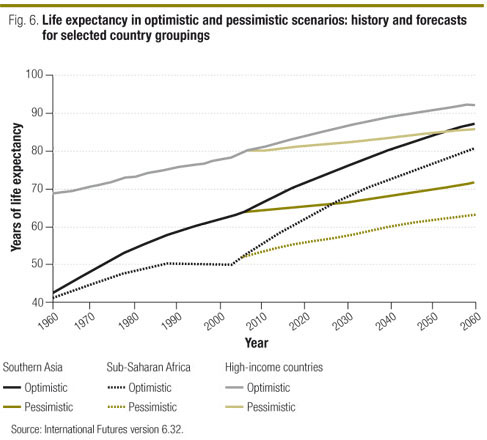 Fig. 6. Life expectancy in optimistic and pessimistic scenarios: history and forecasts
for selected country groupings
100
90
80
70
60
50
40
Years of life expectancy
1960 1970 1980 1990 2000 2010 2020 2030 2040 2050 2060
Year
Southern Asia Sub-Saharan Africa High-income countries
Optimistic Optimistic Optimistic
Pessimistic Pessimistic Pessimistic
Source: International Futures version 6.32.